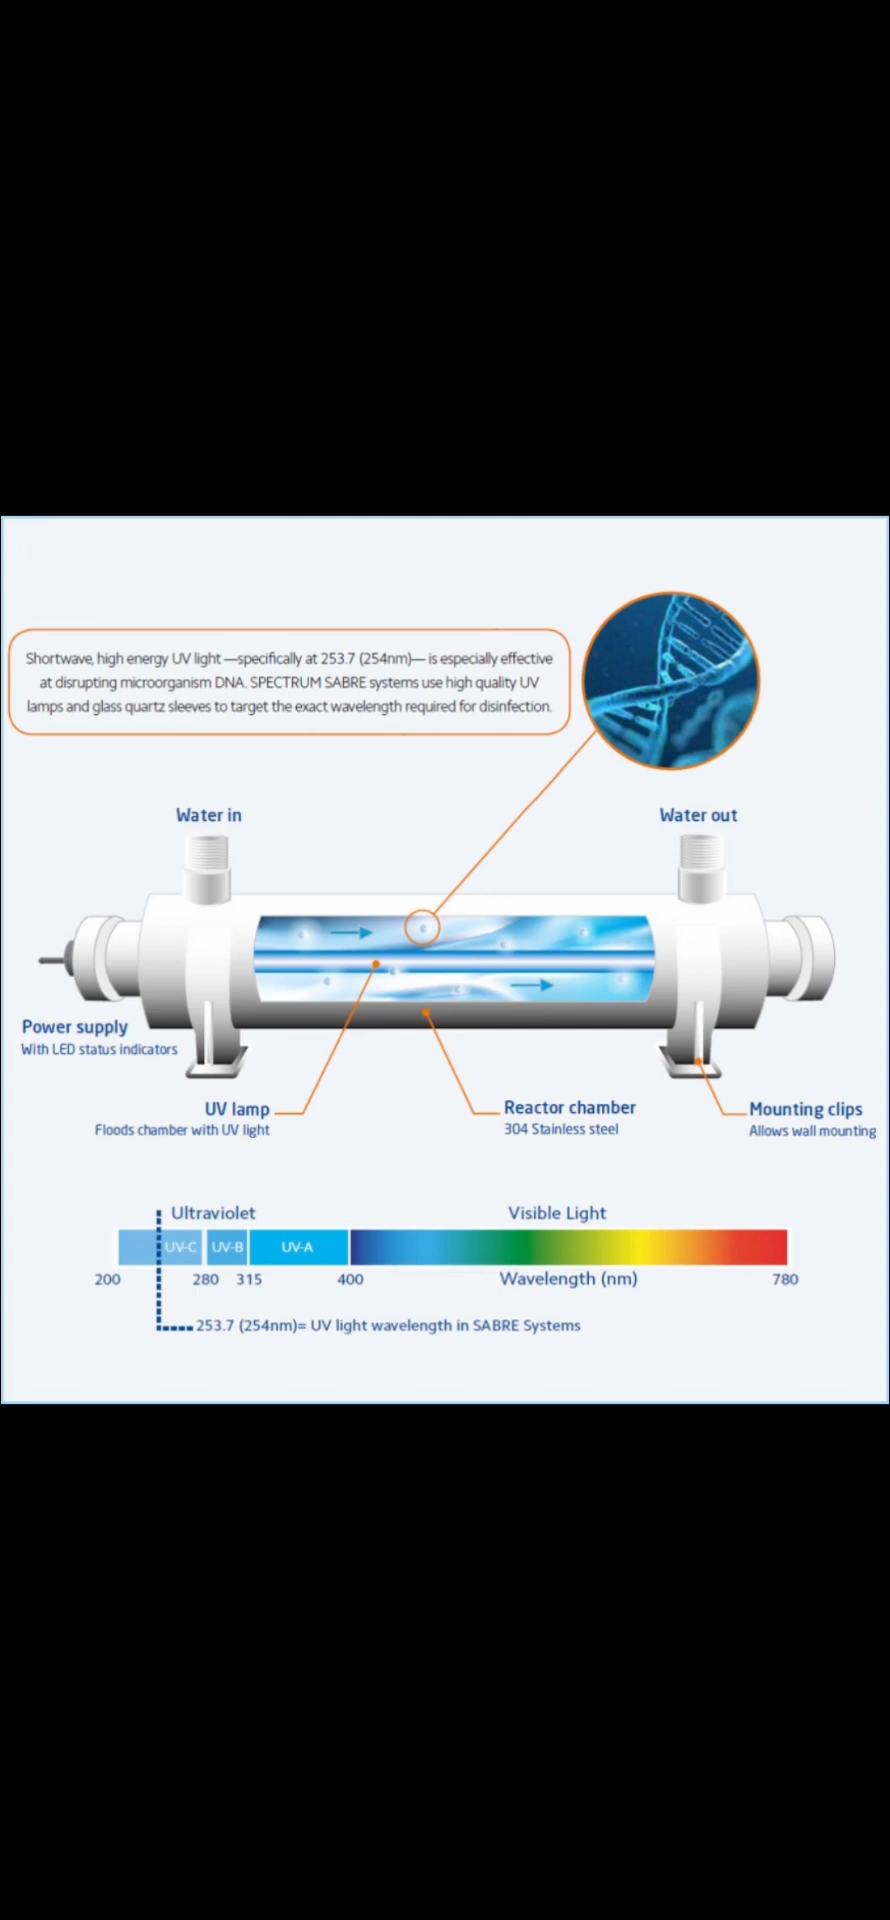 Shortwave, high energy UV light —specifically at 253.7 (254nm)— is especially effective
at disrupting microorganism DNA. SPECTRUM SABRE systems use high quality UV
lamps and glass quartz sleeves to target the exact wavelength required for disinfection.
Water in
Water out
Power supply
With LED status indicators
UV lamp
Floods chamber with UV light
Reactor chamber
304 Stainless steel
Mounting clips
Allows wall mounting
Ultraviolet
Visible Light
UV-C
UV-B
UV-A
200
280
315
400
Wavelength (nm)
780
253.7 (254nm)= UV light wavelength in SABRE Systems